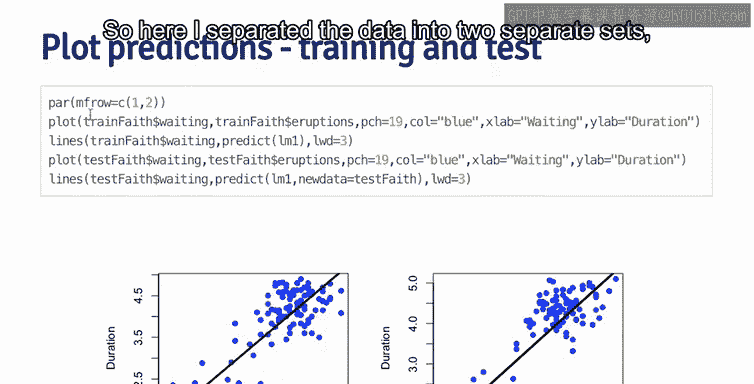 So here I separated the data into two separate sets,
Plot predictions - training and test
par(mfrow=c(1,2))
plot(trainFaith$waiting,trainFaith$eruptions,pch=19,col="blue",xlab="Waiting",ylab="Duration")
lines(trainFaith$waiting,predict(lm1),lwd=3)
plot(testFaith$waiting,testFaith$eruptions,pch=19,col="blue",xlab="Waiting",ylab="Duration")
lines(testFaith$waiting,predict(lm1,newdata=testFaith),lwd=3)
Duration
4.5
3.5
2.5
Duration
5.0
4.0
3.0